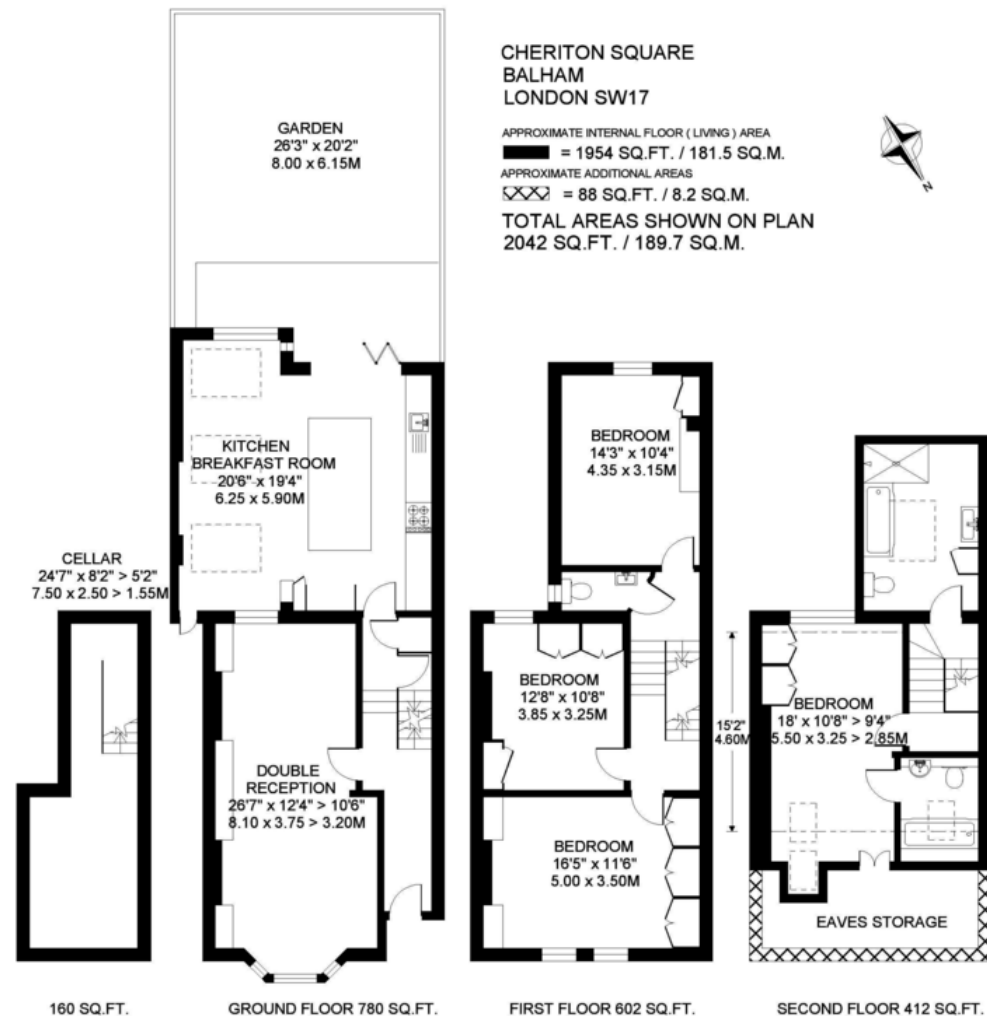 CHERITON SQUARE
BALHAM
LONDON SW17
APPROXIMATE INTERNAL FLOOR ( LIVING ) AREA
= 1954 SQ.FT. / 181.5 SQ.M.
APPROXIMATE ADDITIONAL AREAS
= 88 SQ.FT. / 8.2 SQ.M.
TOTAL AREAS SHOWN ON PLAN
2042 SQ.FT. / 189.7 SQ.M.
N
GARDEN
26'3" x 20'2"
8.00 x 6.15M
KITCHEN
BREAKFAST ROOM
20'6" x 19'4"
6.25 x 5.90M
CELLAR
24'7" x 8'2" > 5'2"
7.50 x 2.50 > 1.55M
DOUBLE
RECEPTION
26'7" x 12'4" > 10'6"
8.10 x 3.75 > 3.20M
BEDROOM
14'3" x 10'4"
4.35 x 3.15M
BEDROOM
12'8" x 10'8"
3.85 x 3.25M
BEDROOM
16'5" x 11'6"
5.00 x 3.50M
15'2"
4.60M
BEDROOM
18' x 10'8" > 9'4"
5.50 x 3.25 > 2.85M
EAVES STORAGE
160 SQ.FT.
GROUND FLOOR 780 SQ.FT.
FIRST FLOOR 602 SQ.FT.
SECOND FLOOR 412 SQ.FT.